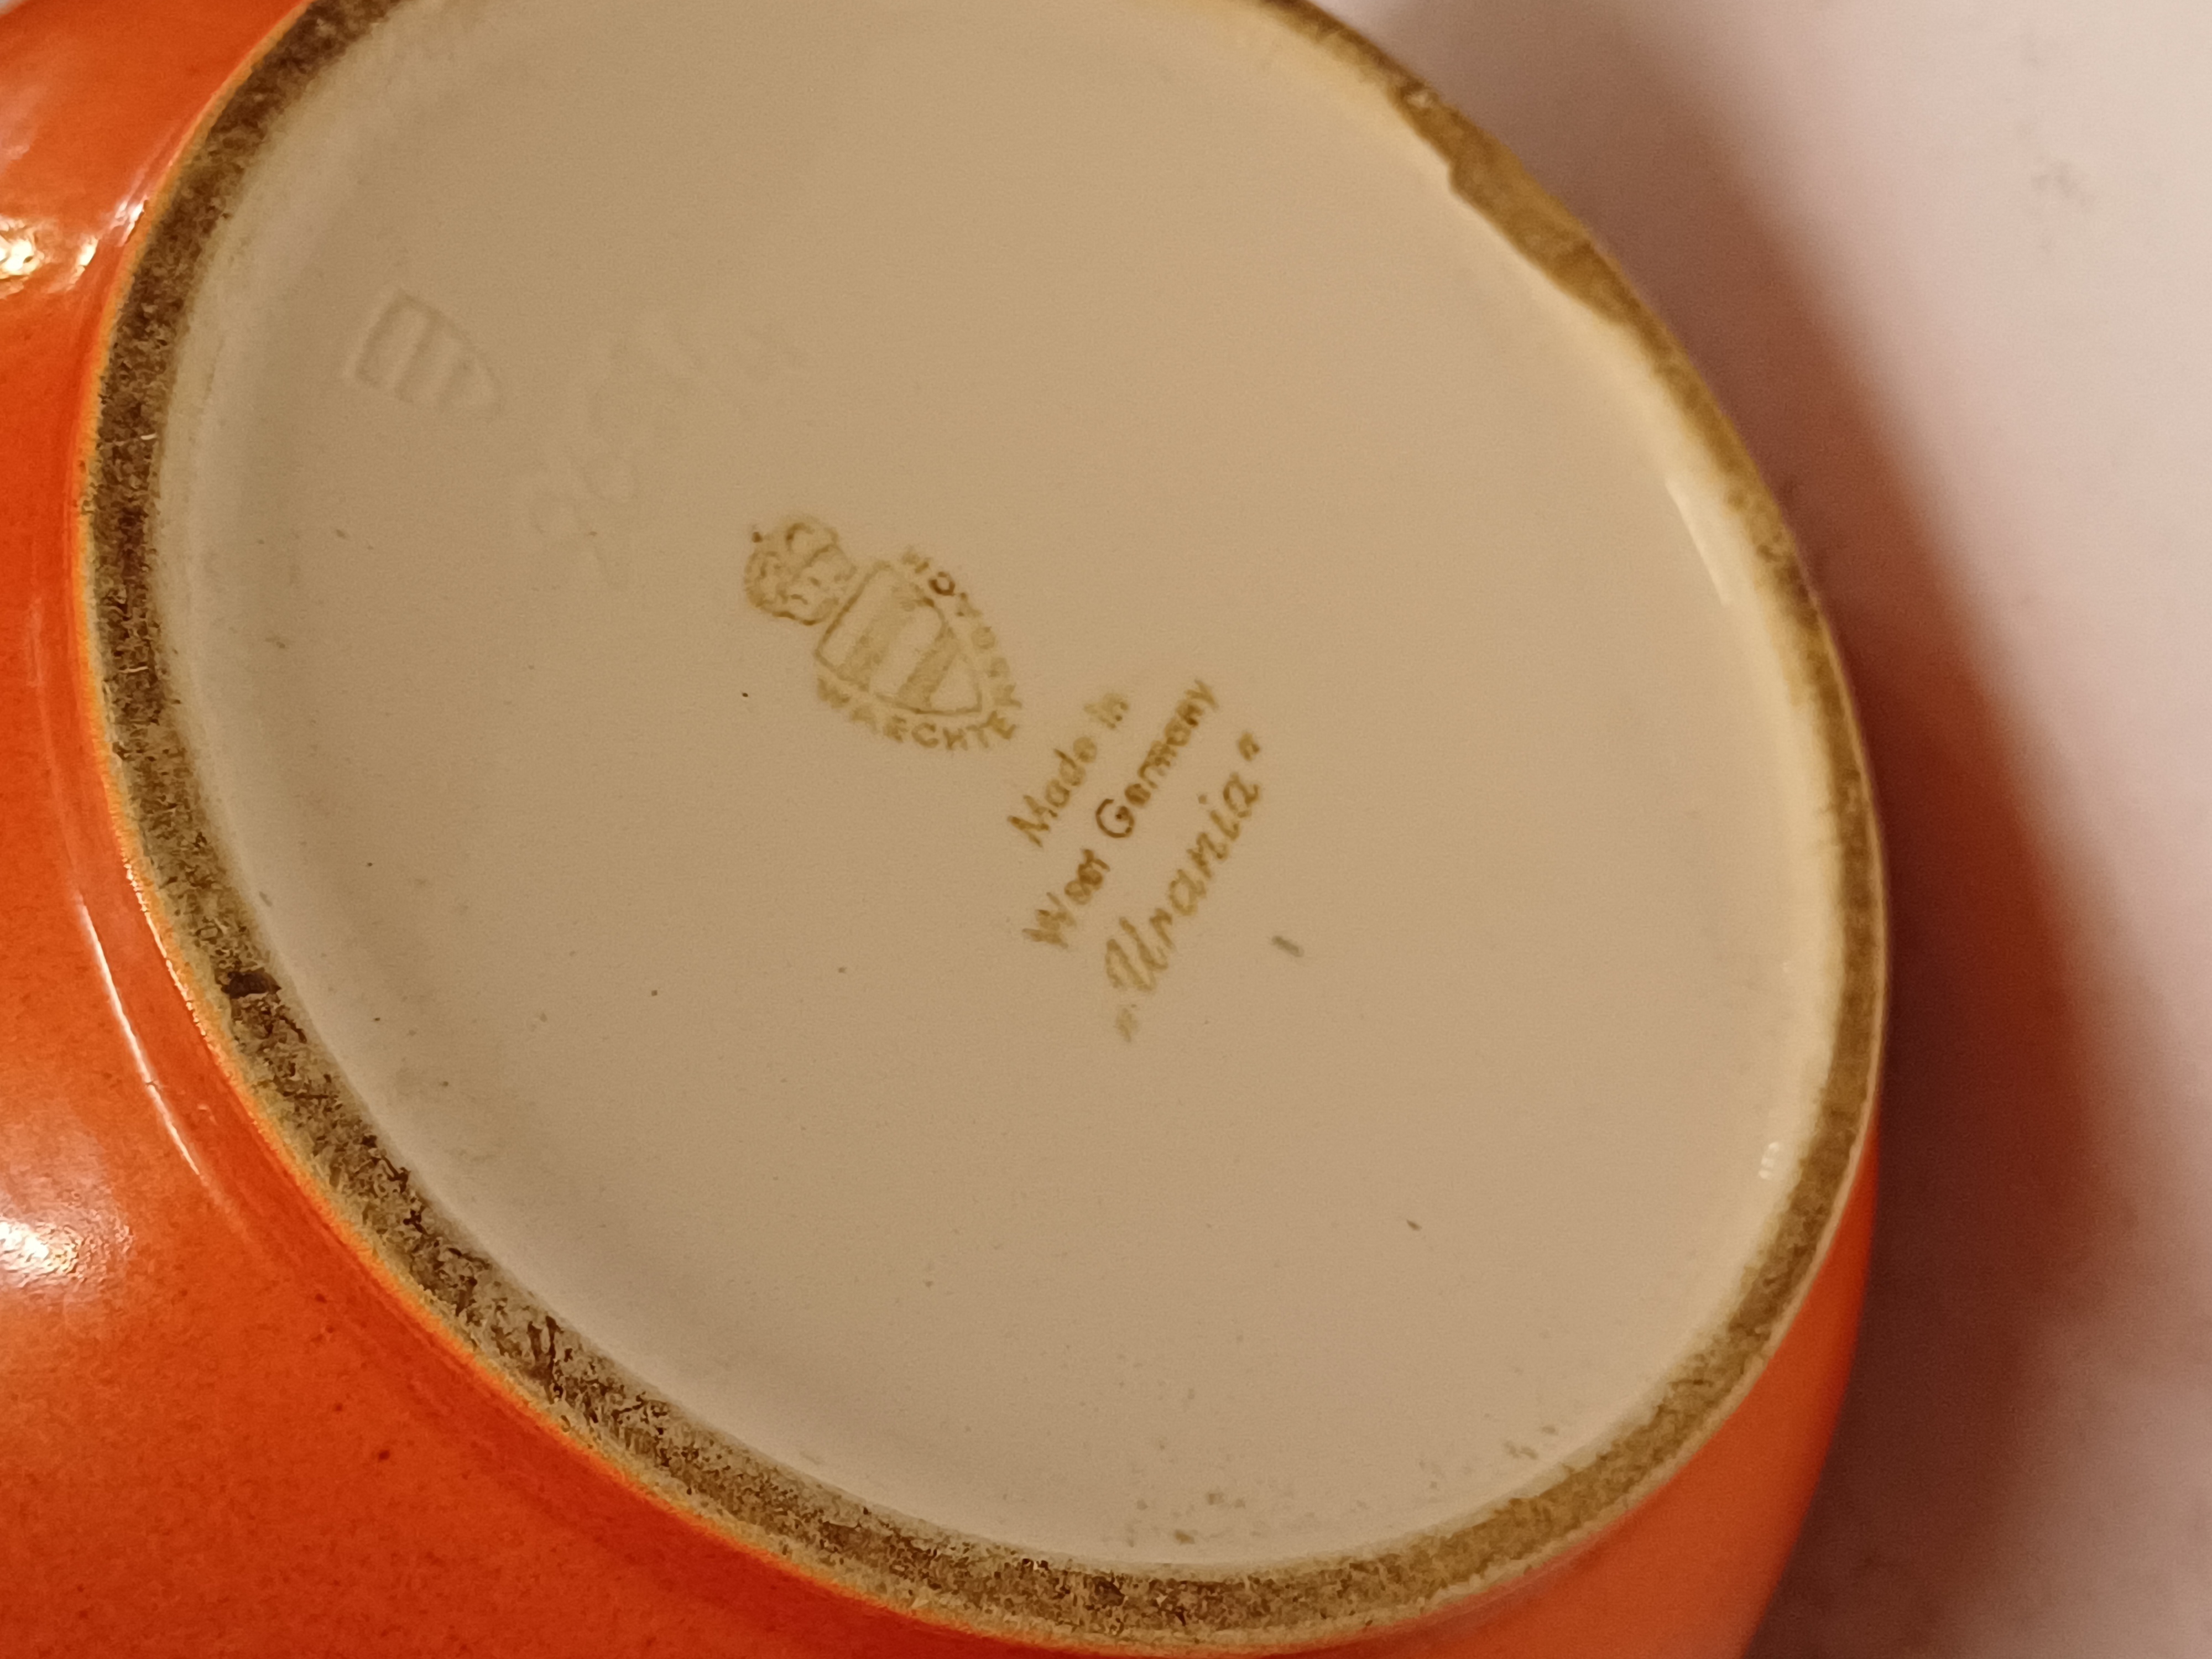 WAECHTERSBACH
Made in
West Germany
„Urania“